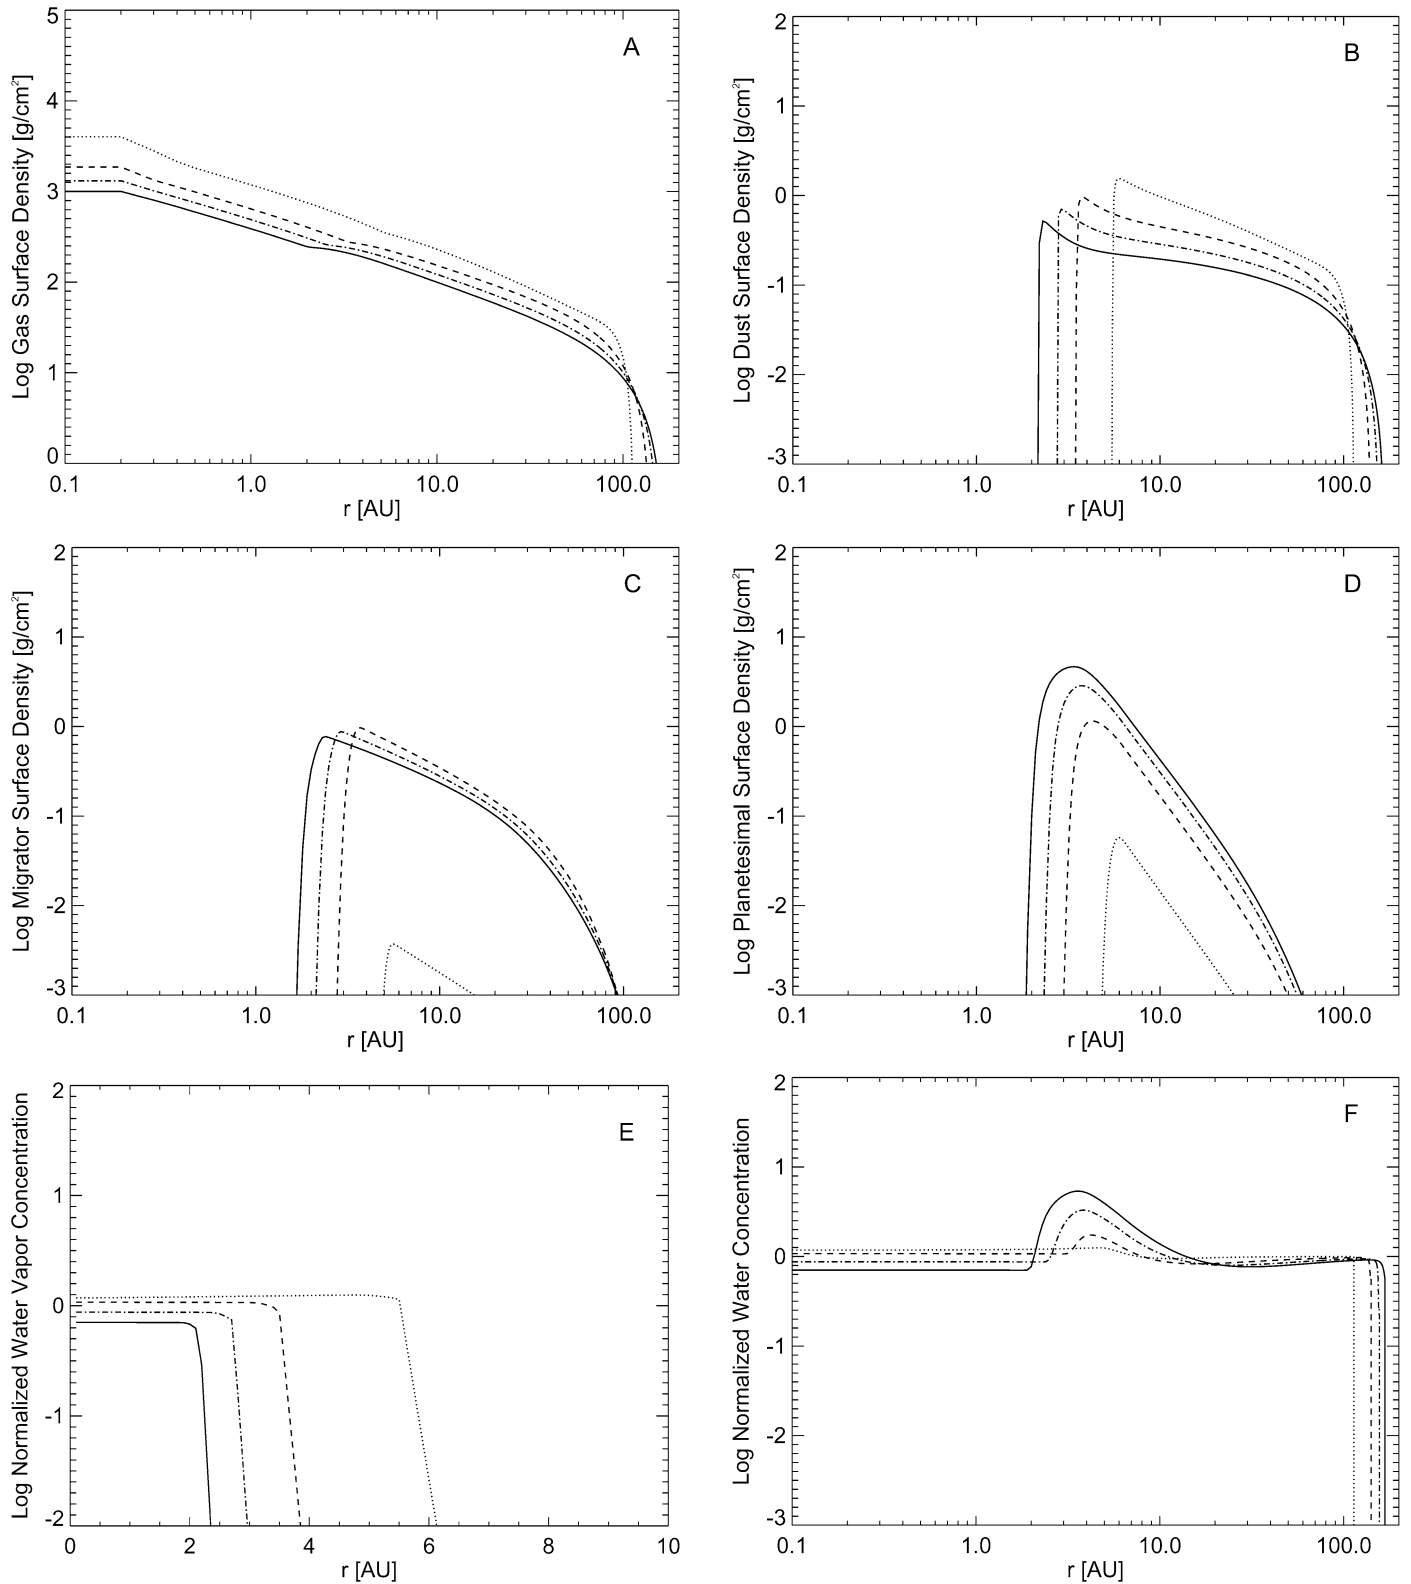 A
Log Gas Surface Density [g/cm²]
5
4
3
2
1
0
0.1 1.0 10.0 100.0
r [AU]
B
Log Dust Surface Density [g/cm²]
2
1
0
-1
-2
-3
0.1 1.0 10.0 100.0
r [AU]
C
Log Migrator Surface Density [g/cm²]
2
1
0
-1
-2
-3
0.1 1.0 10.0 100.0
r [AU]
D
Log Planetesimal Surface Density [g/cm²]
2
1
0
-1
-2
-3
0.1 1.0 10.0 100.0
r [AU]
E
Log Normalized Water Vapor Concentration
2
1
0
-1
-2
0 2 4 6 8 10
r [AU]
F
Log Normalized Water Concentration
2
1
0
-1
-2
-3
0.1 1.0 10.0 100.0
r [AU]